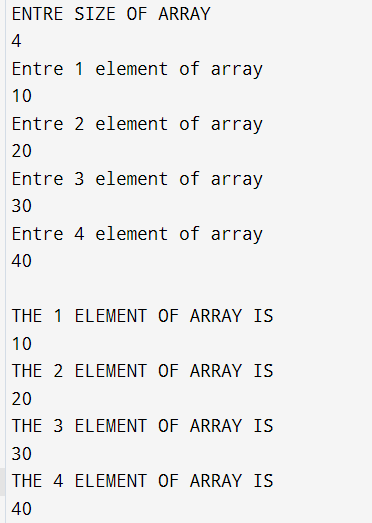 ENTRE SIZE OF ARRAY
4
Entre 1 element of array
10
Entre 2 element of array
20
Entre 3 element of array
30
Entre 4 element of array
40
THE 1 ELEMENT OF ARRAY IS
10
THE 2 ELEMENT OF ARRAY IS
20
THE 3 ELEMENT OF ARRAY IS
30
THE 4 ELEMENT OF ARRAY IS
40